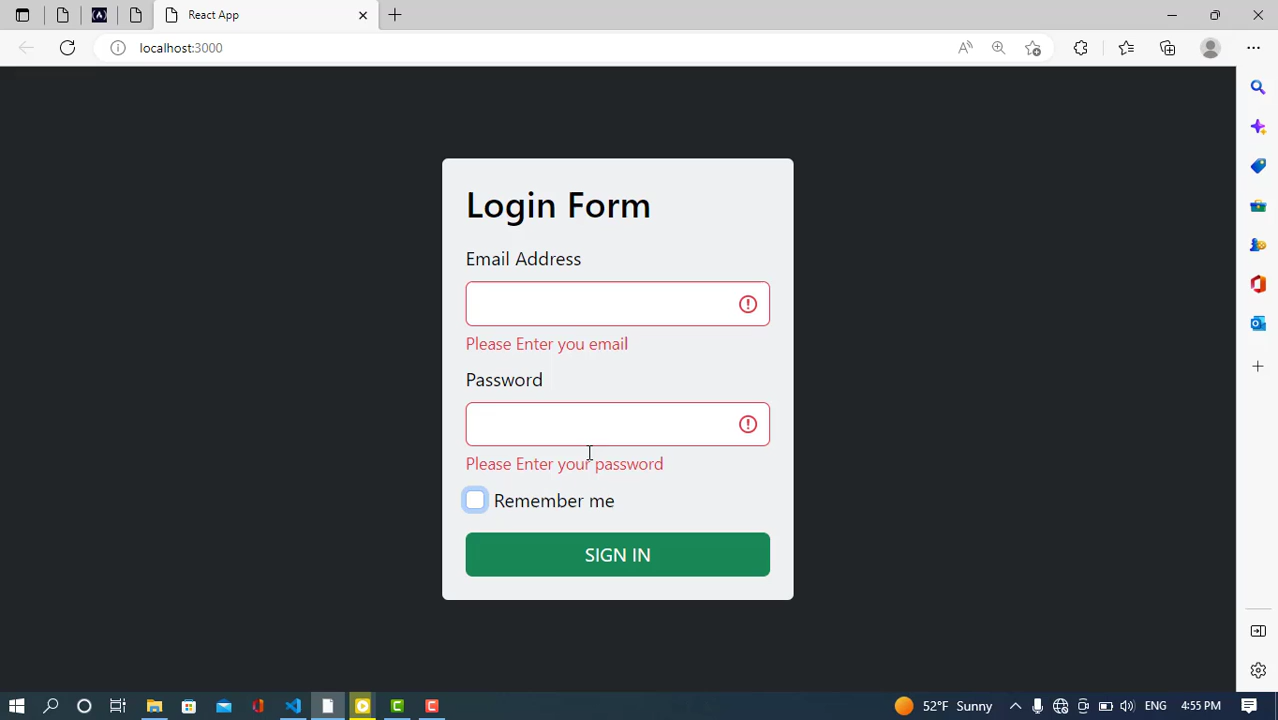 React App
localhost:3000
Login Form
Email Address
Please Enter you email
Password
Please Enter your password
Remember me
SIGN IN
52°F Sunny
ENG
4:55 PM